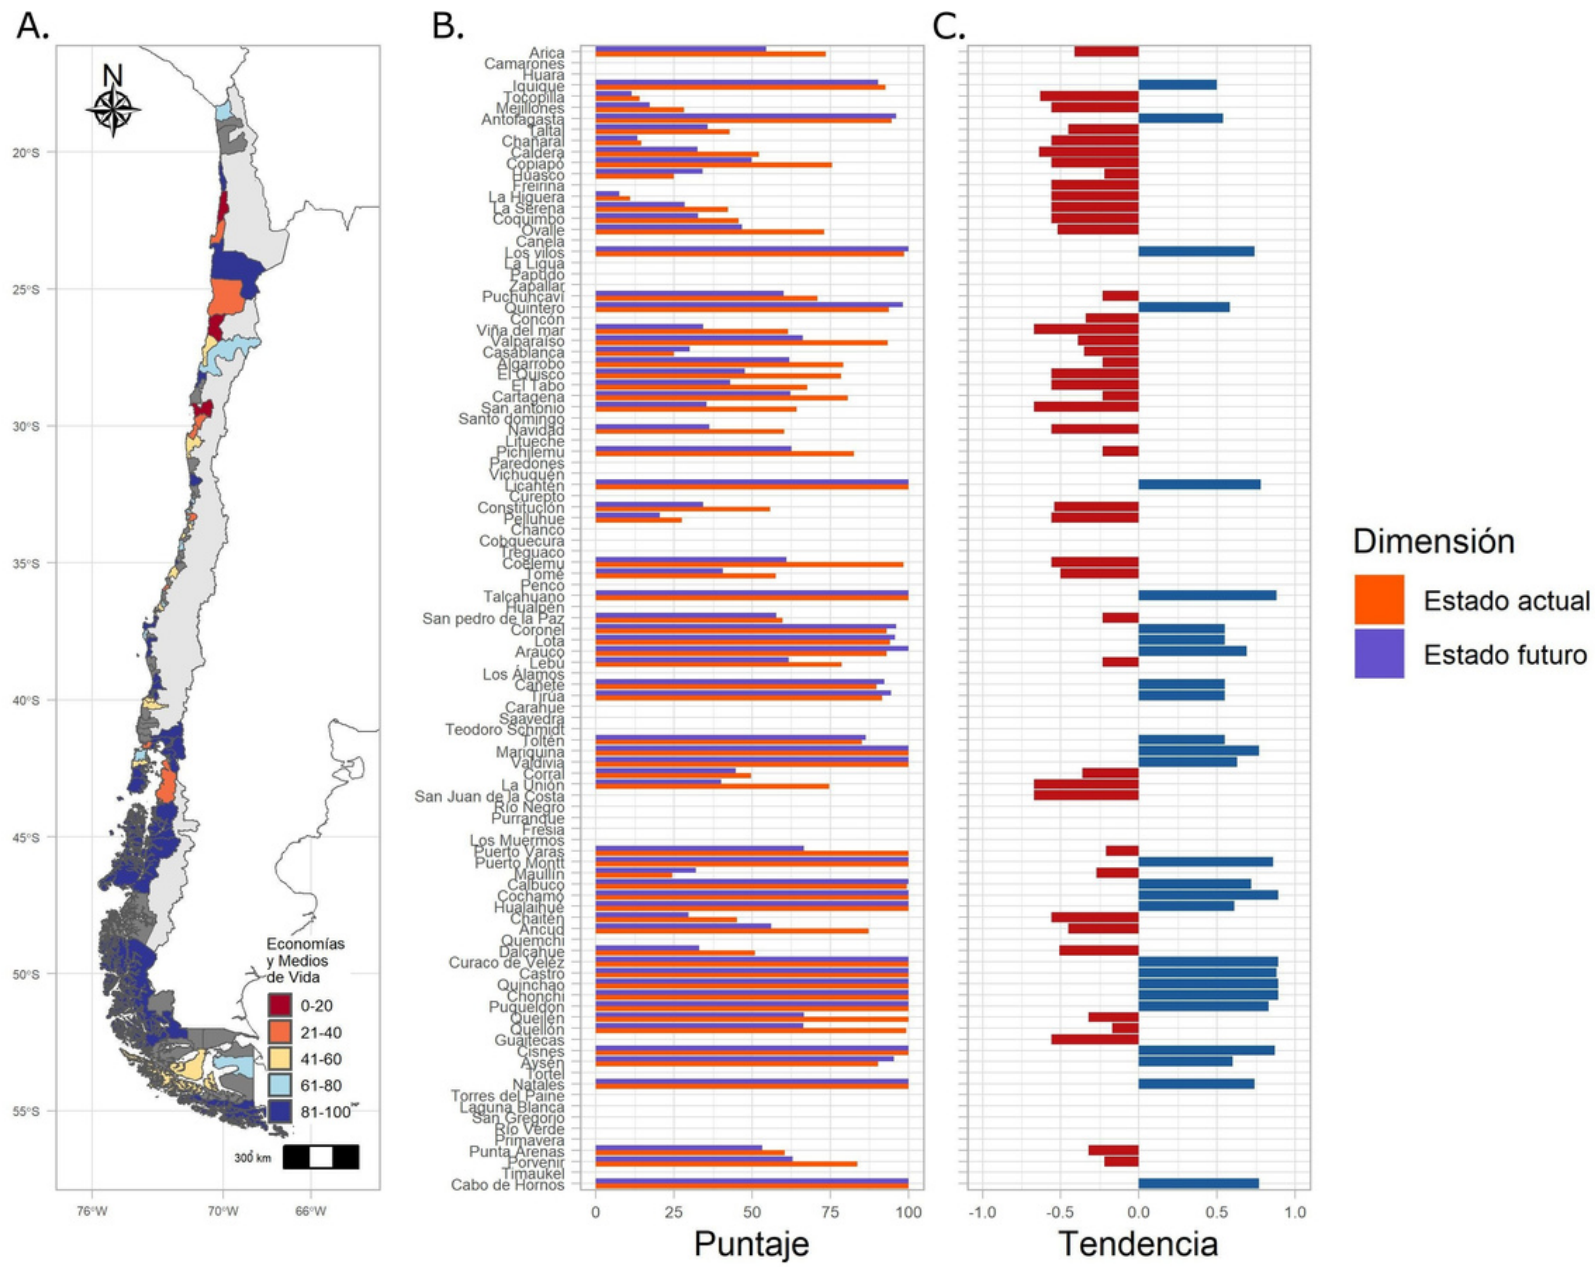 A.
N
20°S
25°S
30°S
35°S
40°S
45°S
50°S
55°S
76°W
70°W
66°W
Economías
y Medios
de Vida
0-20
21-40
41-60
61-80
81-100
300 km
B.
Arica
Camarones
Huara
Iquique
Tocopilla
Mejillones
Antofagasta
Taltal
Chañaral
Caldera
Copiapó
Huasco
Freirina
La Higuera
La Serena
Coquimbo
Ovalle
Canela
Los vilos
La Ligua
Papudo
Zapallar
Puchuncaví
Quintero
Concón
Viña del mar
Valparaíso
Casablanca
Algarrobo
El Quisco
El Tabo
Cartagena
San antonio
Santo domingo
Navidad
Litueche
Pichilemu
Paredones
Vichuquén
Licantén
Curepto
Constitución
Pelluhue
Chanco
Cobquecura
Treguaco
Coelemu
Tomé
Penco
Talcahuano
Hualpén
San pedro de la Paz
Coronel
Lota
Arauco
Lebu
Los Álamos
Cañete
Tirúa
Carahue
Saavedra
Teodoro Schmidt
Toltén
Mariquina
Valdivia
Corral
La Unión
San Juan de la Costa
Río Negro
Purranque
Fresia
Los Muermos
Puerto Varas
Puerto Montt
Maullín
Calbuco
Cochamó
Hualaihué
Chaitén
Ancud
Quemchi
Dalcahue
Curaco de Velez
Castro
Quinchao
Chonchi
Puqueldon
Queilén
Quellón
Guaitecas
Cisnes
Aysén
Tortel
Natales
Torres del Paine
Laguna Blanca
San Gregorio
Río Verde
Primavera
Punta Arenas
Porvenir
Timaukel
Cabo de Hornos
0
25
50
75
100
Puntaje
C.
-1.0
-0.5
0.0
0.5
1.0
Tendencia
Dimensión
Estado actual
Estado futuro